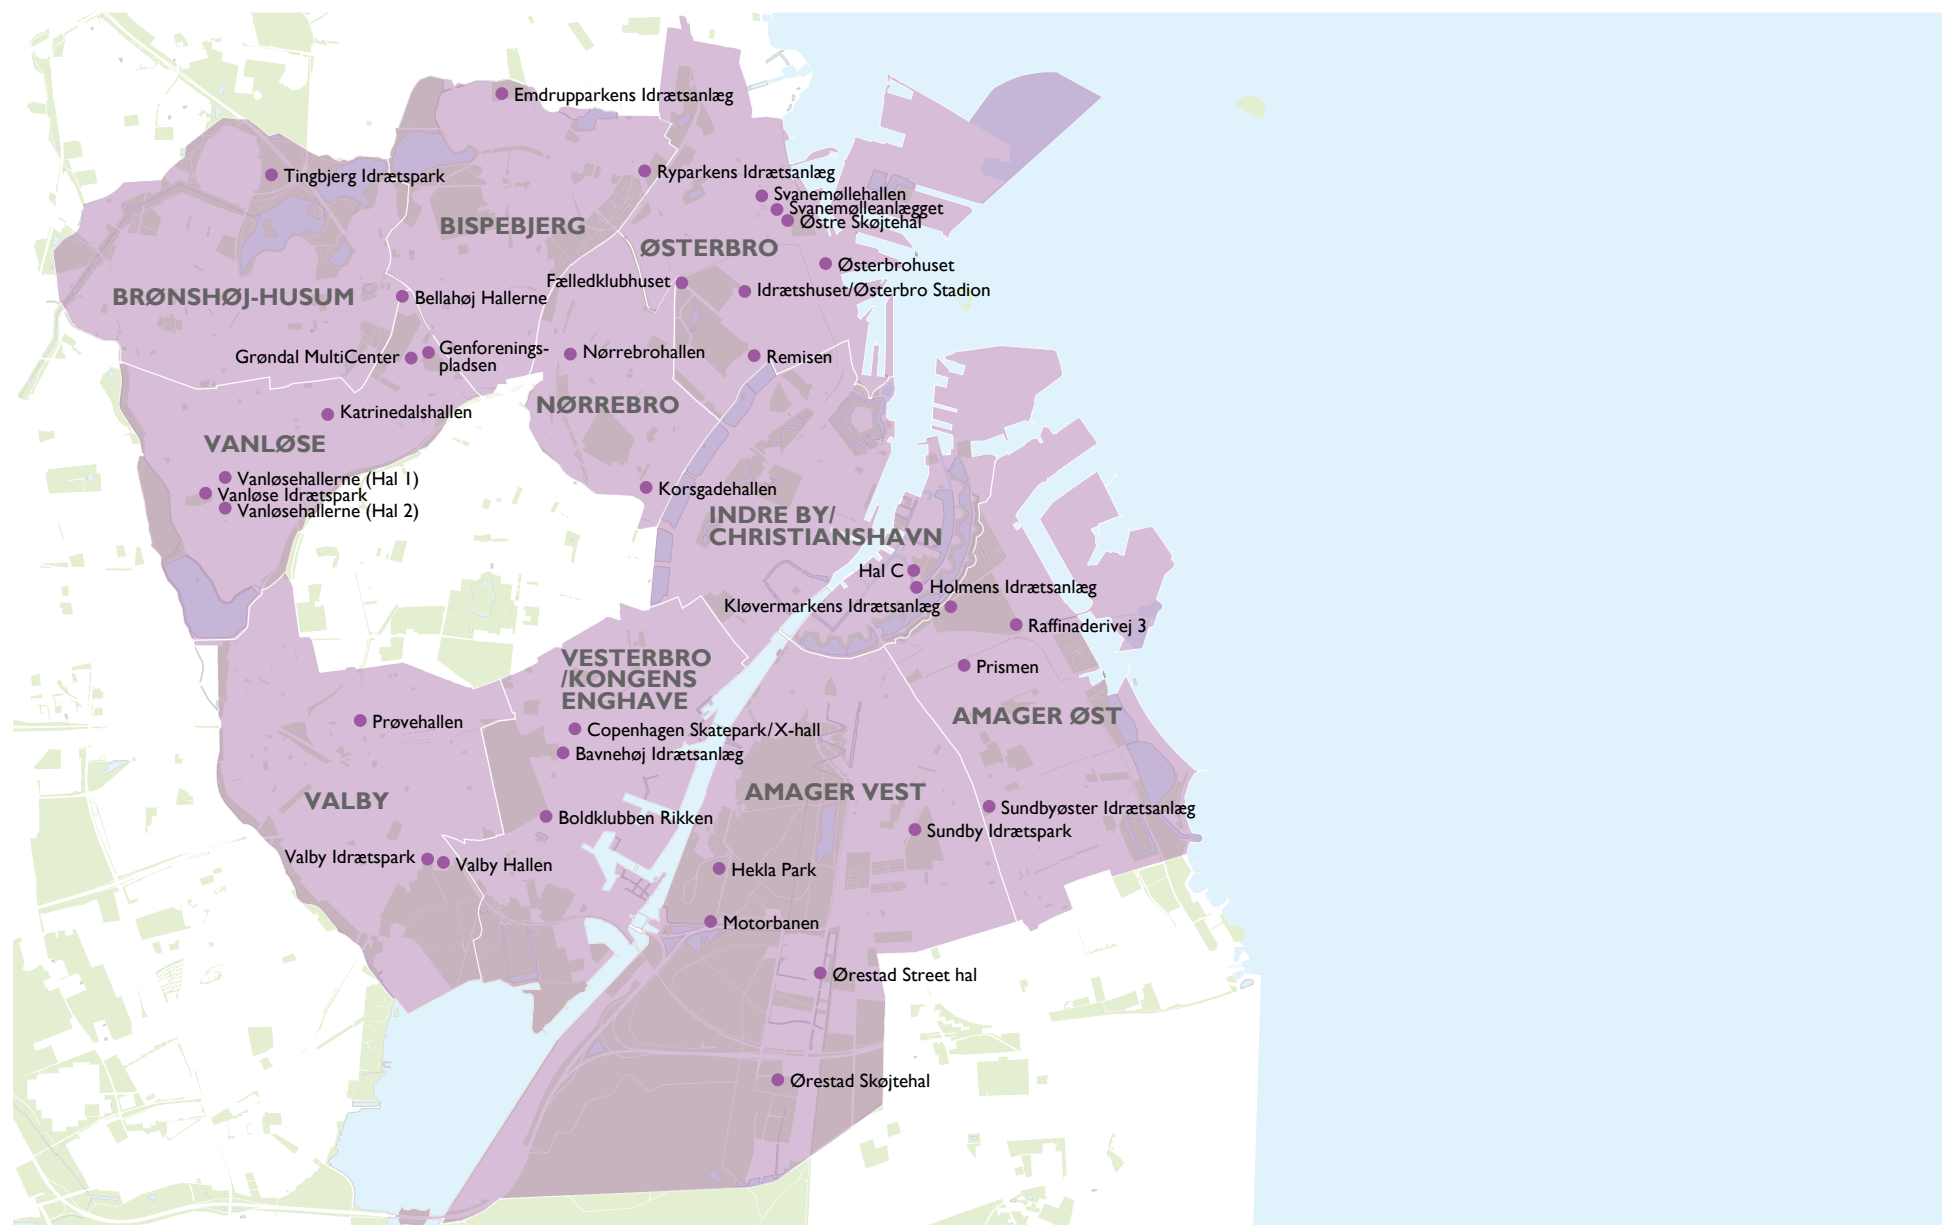 Emdrupparkens Idrætsanlæg
Tingbjerg Idrætspark
Ryparkens Idrætsanlæg
Svanemøllehallen
Svanemølleanlægget
Østre Skøjtehal
BISPEBJERG
ØSTERBRO
Østerbrohuset
Fælledklubhuset
Idrætshuset/Østerbro Stadion
BRØNSHØJ-HUSUM
Bellahøj Hallerne
Grøndal MultiCenter
Genforenings-
pladsen
Nørrebrohallen
Remisen
Katrinedalshallen
NØRREBRO
VANLØSE
Vanløsehallerne (Hal 1)
Vanløse Idrætspark
Vanløsehallerne (Hal 2)
Korsgadehallen
INDRE BY/
CHRISTIANSHAVN
Hal C
Holmens Idrætsanlæg
Kløvermarkens Idrætsanlæg
Raffinaderivej 3
VESTERBRO
/KONGENS
ENGHAVE
Prismen
Prøvehallen
AMAGER ØST
Copenhagen Skatepark/X-hall
Bavnehøj Idrætsanlæg
VALBY
AMAGER VEST
Sundbyøster Idrætsanlæg
Boldklubben Rikken
Sundby Idrætspark
Valby Idrætspark
Valby Hallen
Hekla Park
Motorbanen
Ørestad Street hal
Ørestad Skøjtehal